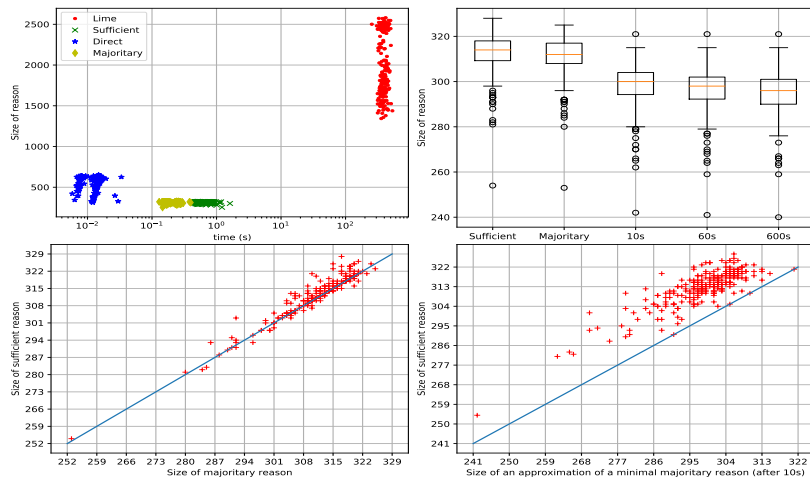 2500
2000
1500
1000
500
Size of reason
Lime
Sufficient
Direct
Majoritary
10⁻² 10⁻¹ 10⁰ 10¹ 10²
time (s)
320
300
280
260
240
Size of reason
Sufficient Majoritary 10s 60s 600s
329
322
315
308
301
294
287
280
273
266
259
252
Size of sufficient reason
252 259 266 273 280 287 294 301 308 315 322 329
Size of majoritary reason
322
313
304
295
286
277
268
259
250
241
Size of sufficient reason
241 250 259 268 277 286 295 304 313 322
Size of an approximation of a minimal majoritary reason (after 10s)